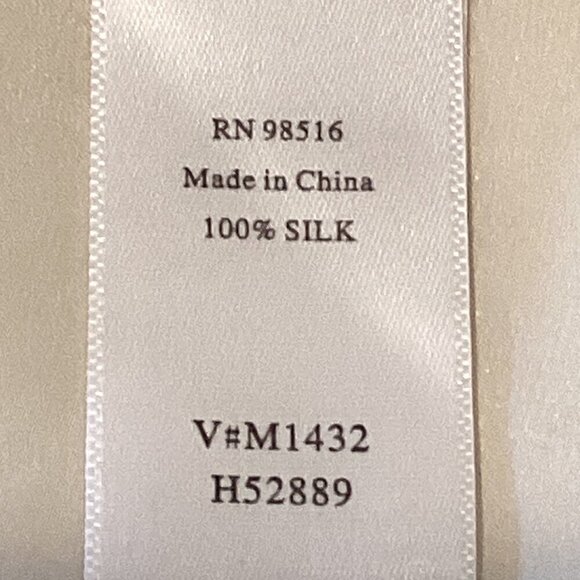 RN 98516
Made in China
100% SILK
V#M1432
H52889